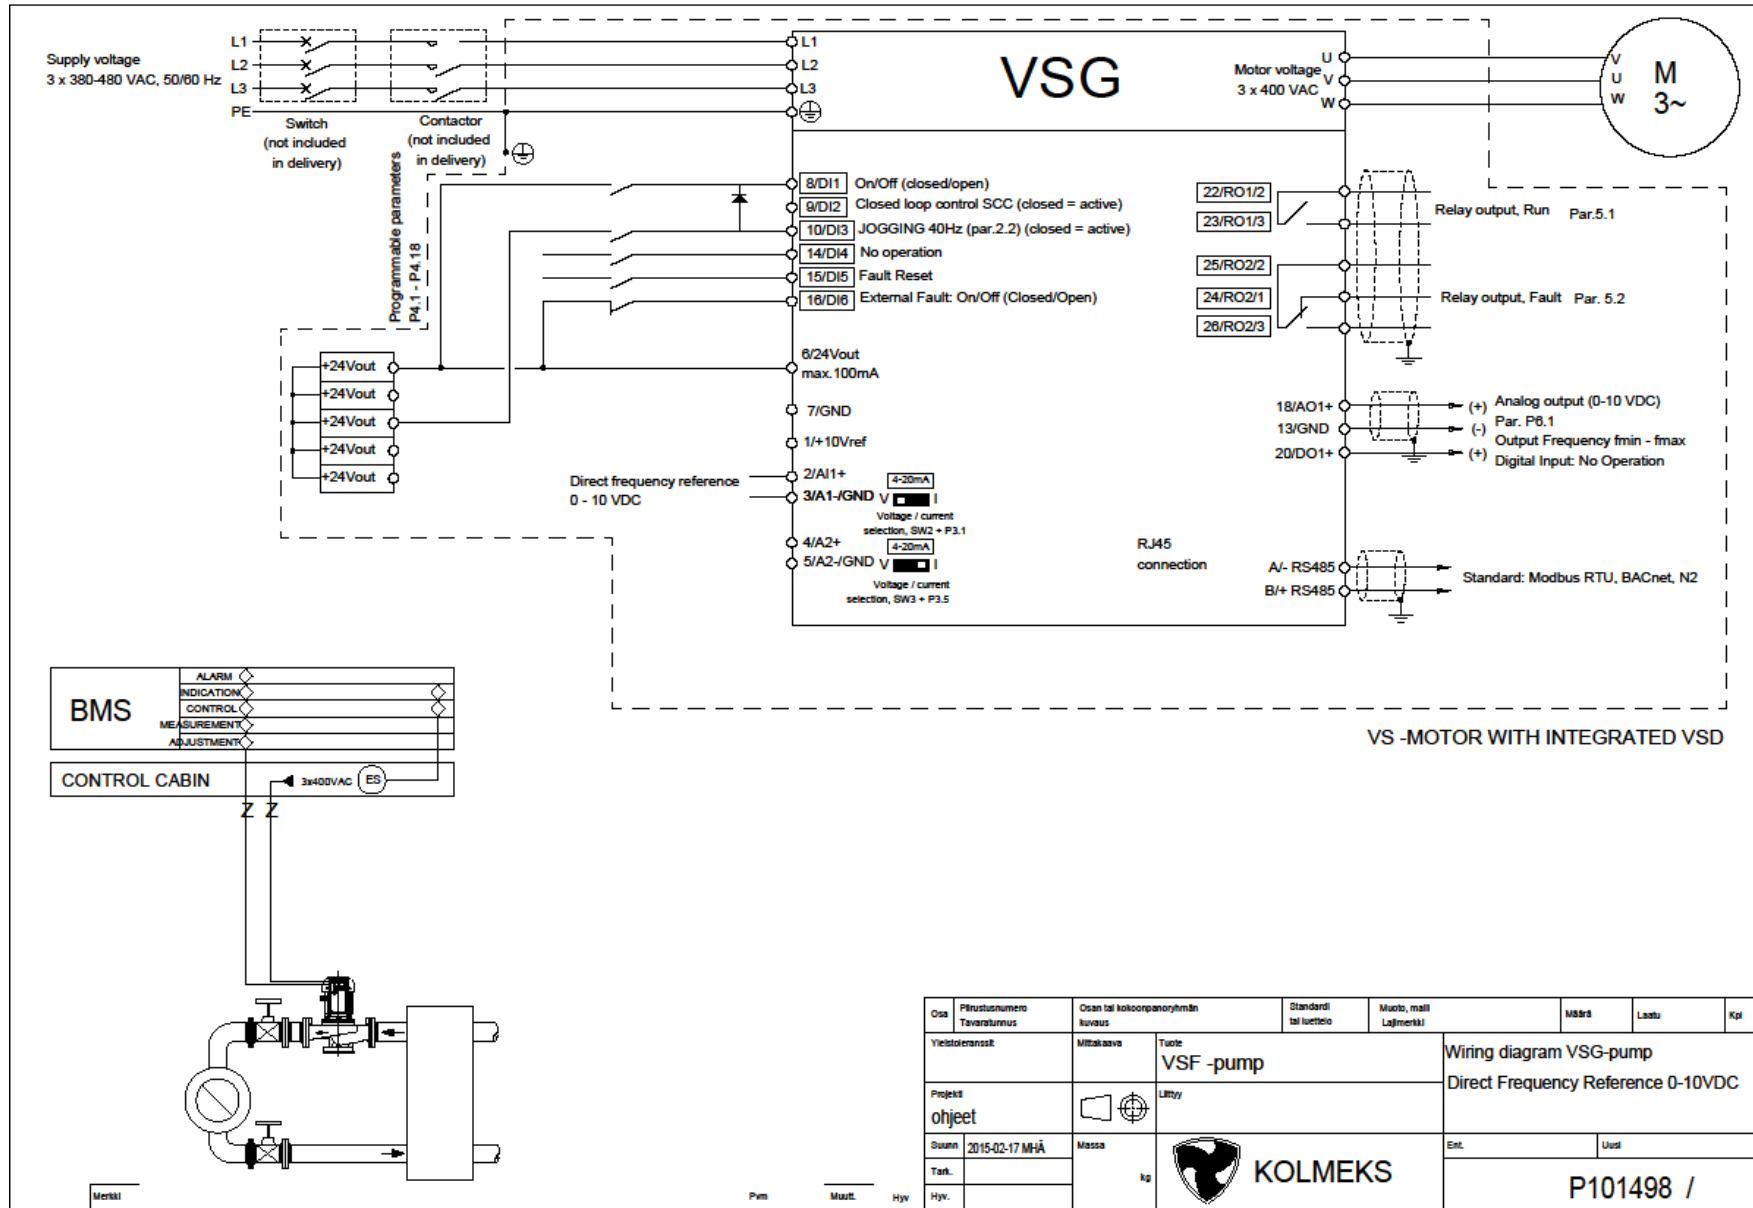 Supply voltage
3 x 380-480 VAC, 50/60 Hz
L1
L2
L3
PE
Switch
(not included
in delivery)
Contactor
(not included
in delivery)
Programmable parameters
P4.1 - P4.18
L1
L2
L3
VSG
Motor voltage
3 x 400 VAC
U
V
W
V
U
W
M
3~
8/DI1 On/Off (closed/open)
9/DI2 Closed loop control SCC (closed = active)
10/DI3 JOGGING 40Hz (par.2.2) (closed = active)
14/DI4 No operation
15/DI5 Fault Reset
16/DI6 External Fault: On/Off (Closed/Open)
6/24Vout
max.100mA
7/GND
1/+10Vref
2/AI1+
3/A1-/GND
4-20mA
V I
Voltage / current
selection, SW2 + P3.1
4/A2+
5/A2-/GND
4-20mA
V I
Voltage / current
selection, SW3 + P3.5
Direct frequency reference
0 - 10 VDC
+24Vout
+24Vout
+24Vout
+24Vout
+24Vout
22/RO1/2
23/RO1/3
Relay output, Run Par.5.1
25/RO2/2
24/RO2/1
26/RO2/3
Relay output, Fault Par. 5.2
18/AO1+
13/GND
20/DO1+
(+) Analog output (0-10 VDC)
(-) Par. P6.1
Output Frequency fmin - fmax
(+) Digital Input: No Operation
RJ45
connection
A/- RS485
B/+ RS485
Standard: Modbus RTU, BACnet, N2
VS -MOTOR WITH INTEGRATED VSD
BMS
ALARM
INDICATION
CONTROL
MEASUREMENT
ADJUSTMENT
CONTROL CABIN
3x400VAC
ES
Z Z
Merkki
Pvm
Muutt.
Hyv
Osa
Piirustusnumero
Tavaratunnus
Osan tai kokoonpanoryhmän
kuvaus
Standardi
tai luettelo
Muoto, malli
Lajimerkki
Määrä
Laatu
Kpl
Yleistoleranssit
Mittakaava
Tuote
VSF -pump
Wiring diagram VSG-pump
Direct Frequency Reference 0-10VDC
Projekti
ohjeet
Liittyy
Suunn 2015-02-17 MHÄ
Massa
kg
Tark.
Hyv.
KOLMEKS
Ent.
Uusi
P101498 /